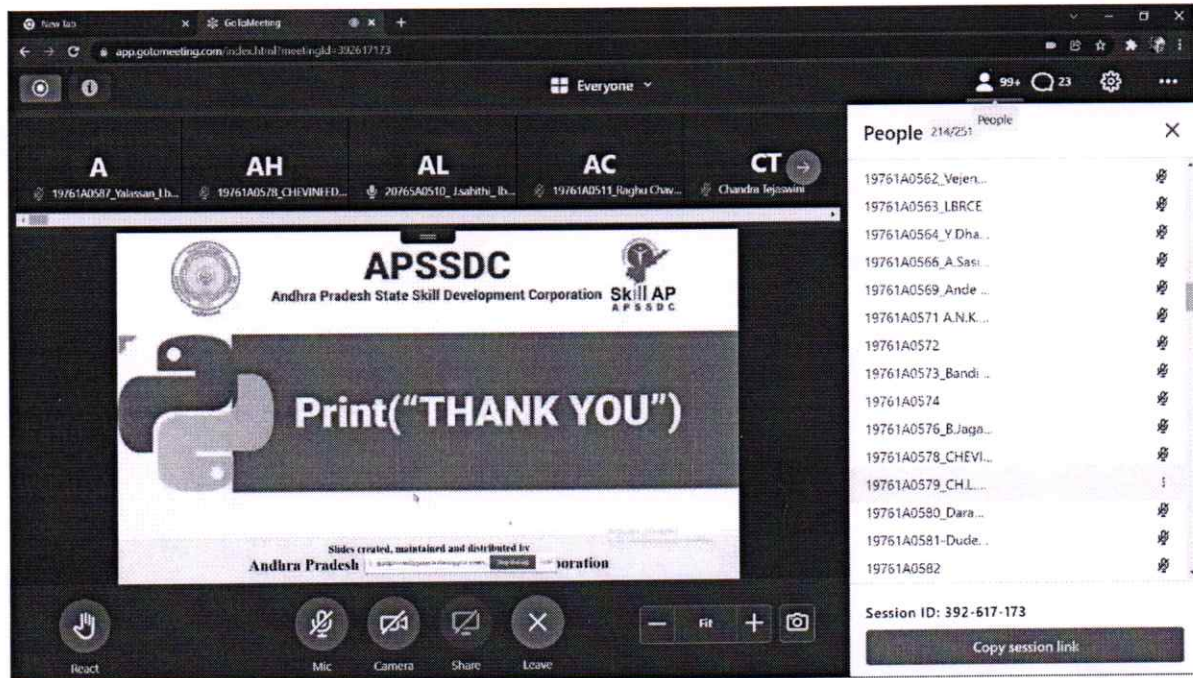 New Tab
GoToMeeting
app.gotomeeting.com/index.html?meetingId=392617173
Everyone
99+
23
People
People 214/251
A
AH
AL
AC
CT
19761A0587_Yalassan_Lb...
19761A0578_CHEVINEED...
20765A0510_J.sahithi_lb...
19761A0511_Raghu Chav...
Chandra Tejaswini
19761A0562_Vejen...
19761A0563_LBRCE
19761A0564_Y.Dha...
19761A0566_A.Sasi...
19761A0569_Ande ...
19761A0571 A.N.K....
19761A0572
19761A0573_Bandi ...
19761A0574
19761A0576_B.Jaga...
19761A0578_CHEVI...
19761A0579_CH.L....
19761A0580_Dara...
19761A0581-Dude...
19761A0582
APSSDC
Andhra Pradesh State Skill Development Corporation
Skill AP
APSSDC
Print(“THANK YOU”)
Slides created, maintained and distributed by
Andhra Pradesh
oration
React
Mic
Camera
Share
Leave
Fit
Session ID: 392-617-173
Copy session link